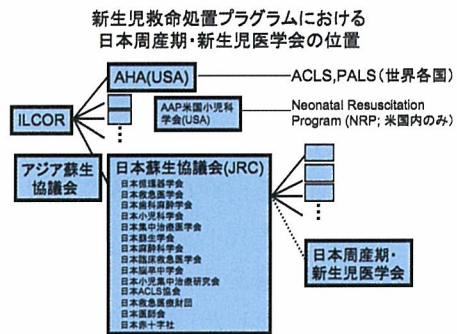 新生児救命処置プラグラムにおける
日本周産期・新生児医学会の位置
AHA(USA)
ACLS,PALS（世界各国）
ILCOR
AAP米国小児科
学会(USA)
Neonatal Resuscitation
Program (NRP; 米国内のみ)
アジア蘇生
協議会
日本蘇生協議会(JRC)
日本循環器学会
日本救急医学会
日本歯科麻酔学会
日本小児科学会
日本集中治療医学会
日本蘇生学会
日本麻酔科学会
日本臨床救急医学会
日本脳卒中学会
日本小児集中治療研究会
日本ACLS協会
日本救急医療財団
日本医師会
日本赤十字社
日本周産期・
新生児医学会